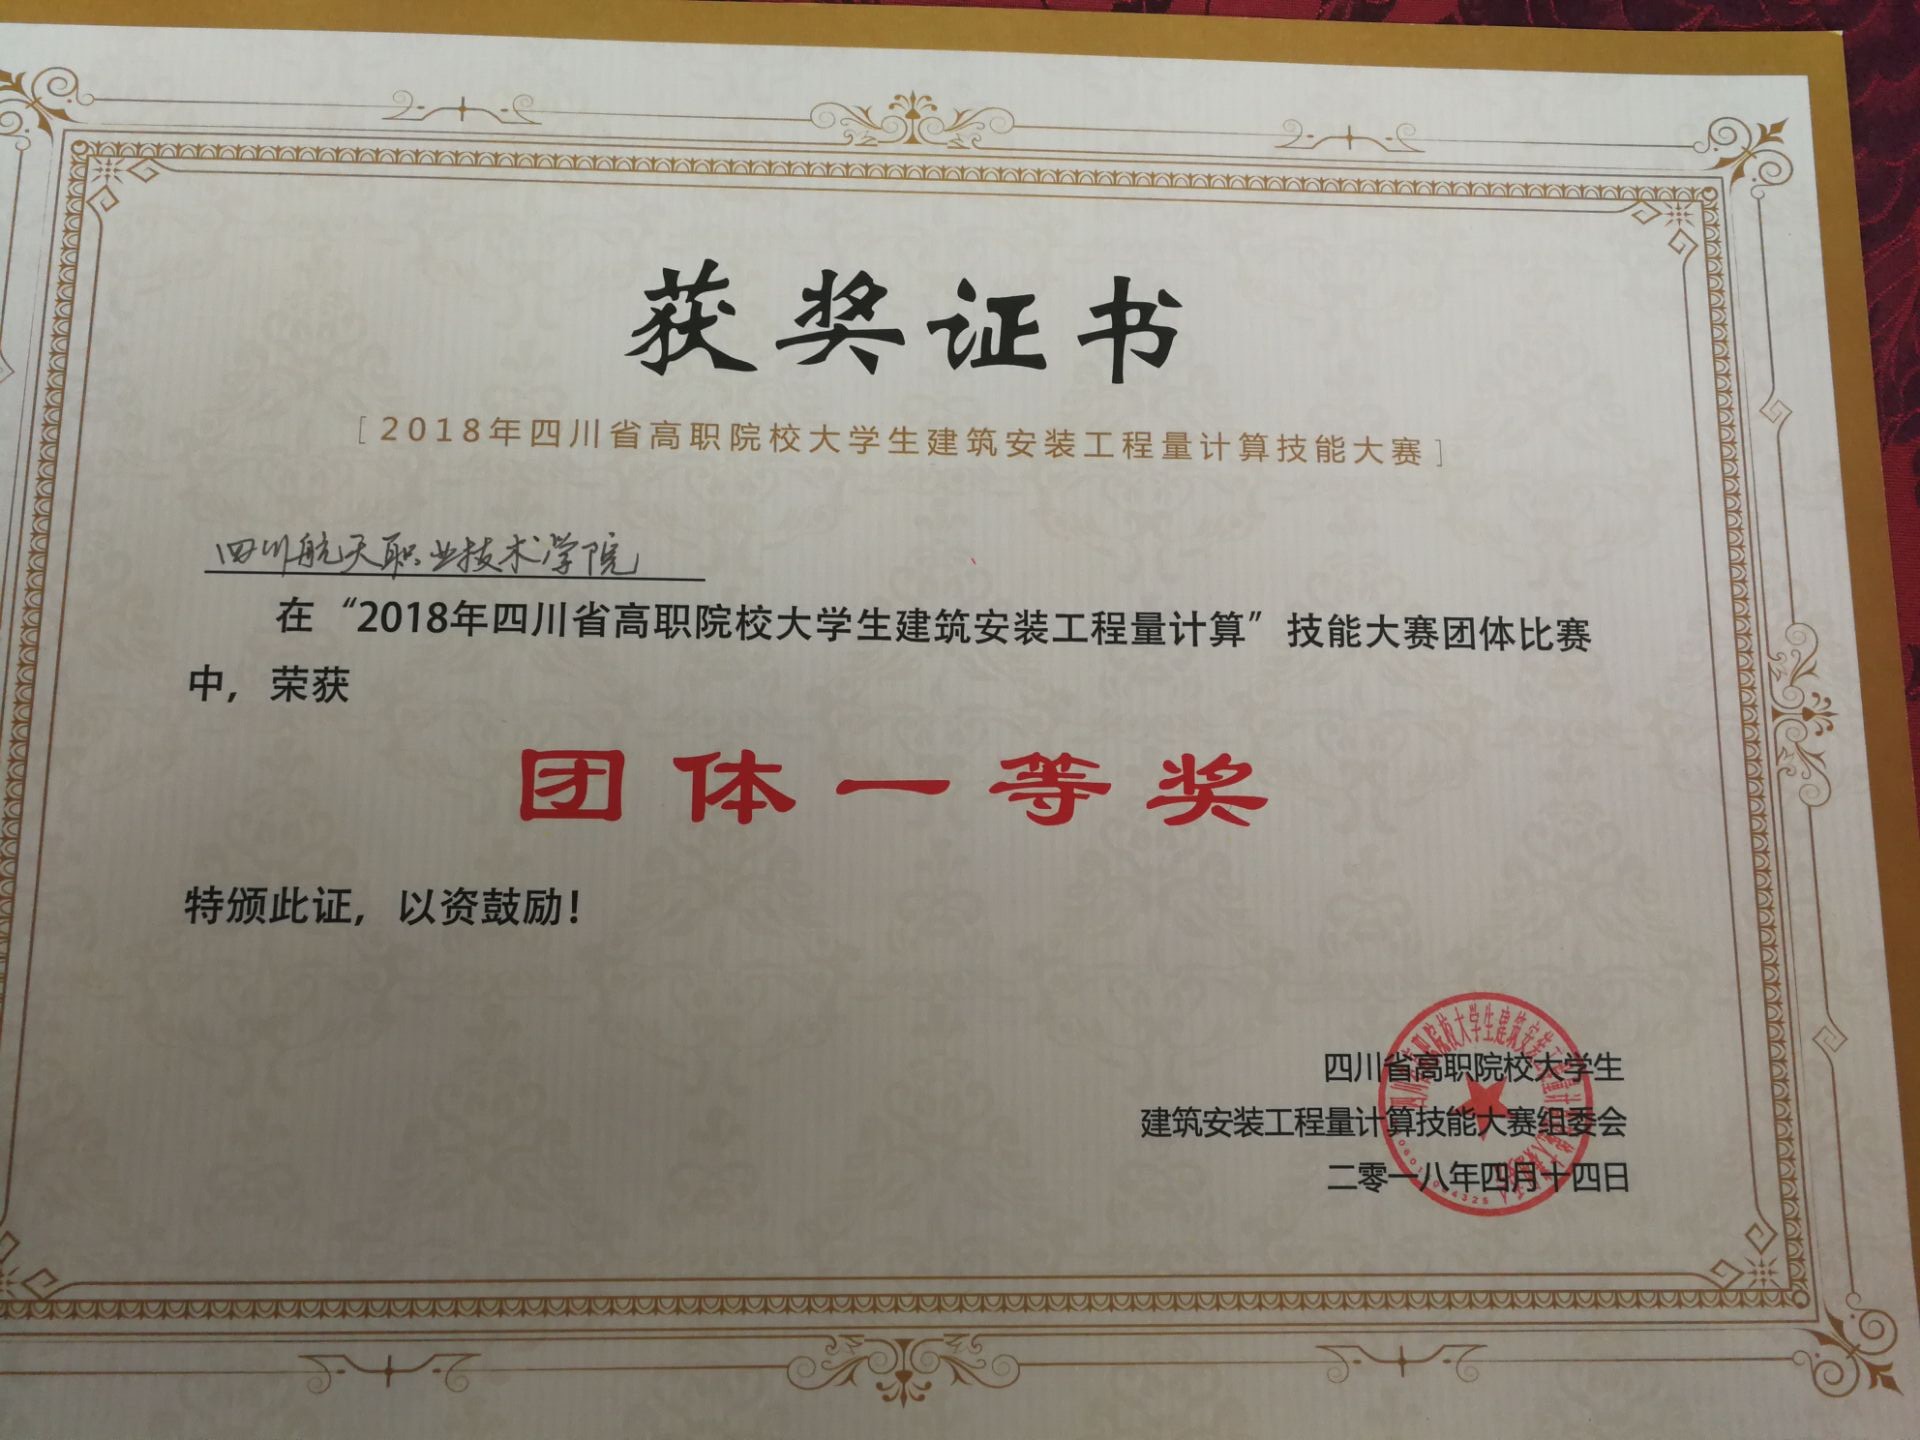 获奖证书
[2018年四川省高职院校大学生建筑安装工程量计算技能大赛]
四川航天职业技术学院
在“2018年四川省高职院校大学生建筑安装工程量计算”技能大赛团体比赛
中，荣获
团体一等奖
特颁此证，以资鼓励！
四川省高职院校大学生
建筑安装工程量计算技能大赛组委会
二零一八年四月十四日